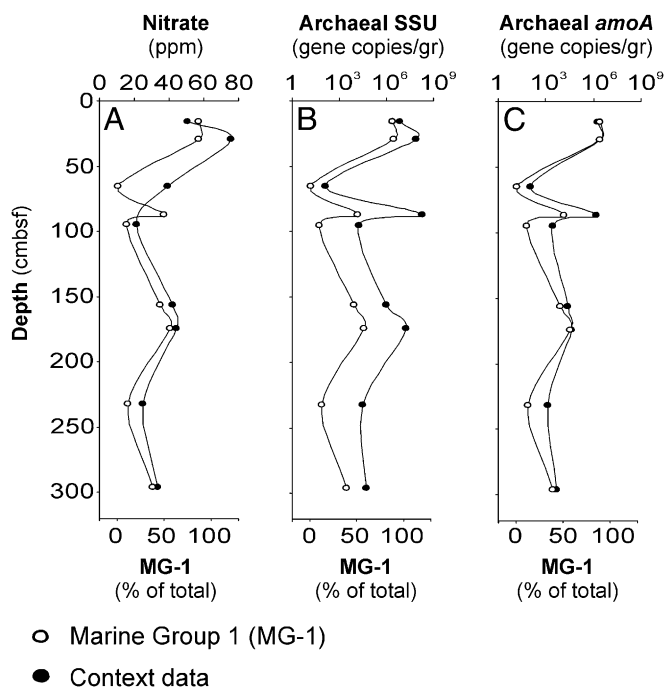 Nitrate
(ppm)
Archaeal SSU
(gene copies/gr)
Archaeal amoA
(gene copies/gr)
0 20 40 60 80
1 10³ 10⁶ 10⁹
1 10³ 10⁶ 10⁹
A
B
C
Depth (cmbsf)
0
50
100
150
200
250
300
0 50 100
0 50 100
0 50 100
MG-1
(% of total)
MG-1
(% of total)
MG-1
(% of total)
Marine Group 1 (MG-1)
Context data